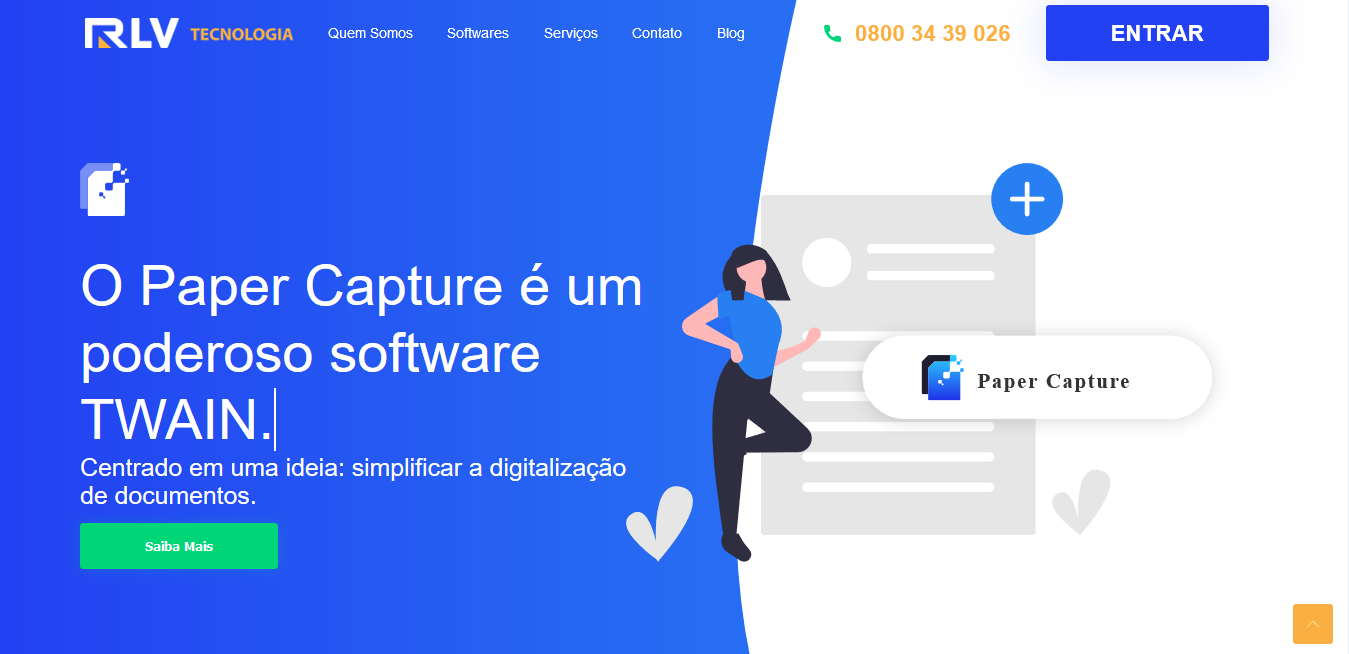 RLV TECNOLOGIA
Quem Somos
Softwares
Serviços
Contato
Blog
0800 34 39 026
ENTRAR
O Paper Capture é um
poderoso software
TWAIN.
Centrado em uma ideia: simplificar a digitalização
de documentos.
Saiba Mais
Paper Capture